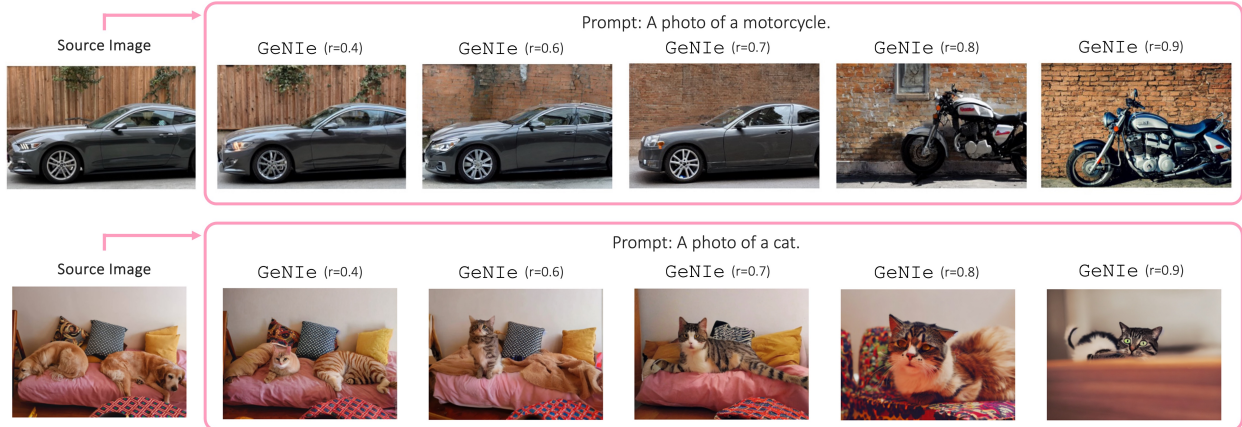 Prompt: A photo of a motorcycle.
Source Image
GeNIe (r=0.4)
GeNIe (r=0.6)
GeNIe (r=0.7)
GeNIe (r=0.8)
GeNIe (r=0.9)
Prompt: A photo of a cat.
Source Image
GeNIe (r=0.4)
GeNIe (r=0.6)
GeNIe (r=0.7)
GeNIe (r=0.8)
GeNIe (r=0.9)